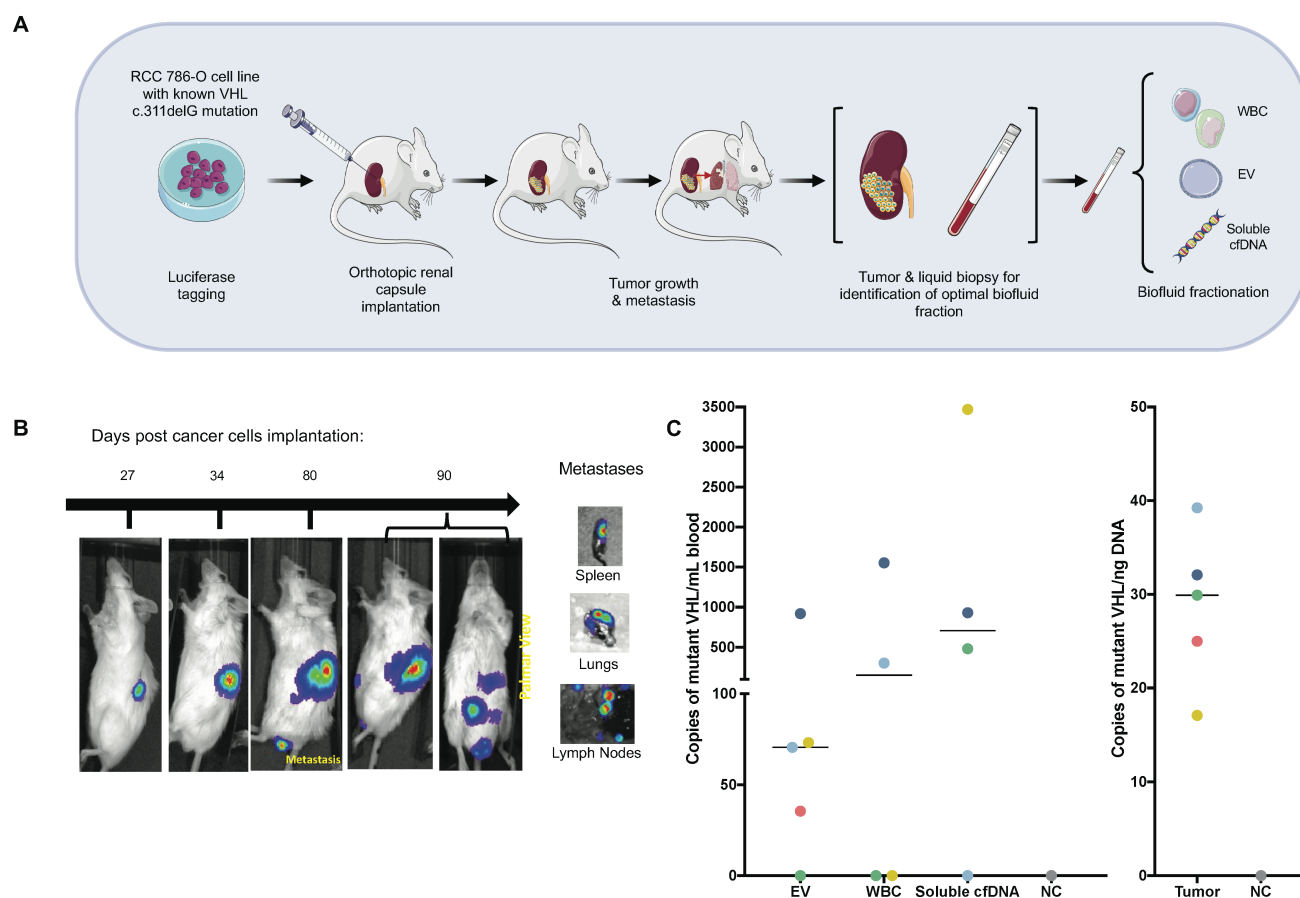 A
RCC 786-O cell line
with known VHL
c.311delG mutation
Luciferase
tagging
Orthotopic renal
capsule
implantation
Tumor growth
& metastasis
Tumor & liquid biopsy for
identification of optimal biofluid
fraction
WBC
EV
Soluble
cfDNA
Biofluid fractionation
B
Days post cancer cells implantation:
27
34
80
90
Metastasis
Palmar View
Metastases
Spleen
Lungs
Lymph Nodes
C
Copies of mutant VHL/mL blood
3500
3000
2500
2000
1500
1000
500
100
50
0
EV
WBC
Soluble cfDNA
NC
Copies of mutant VHL/ng DNA
50
40
30
20
10
0
Tumor
NC